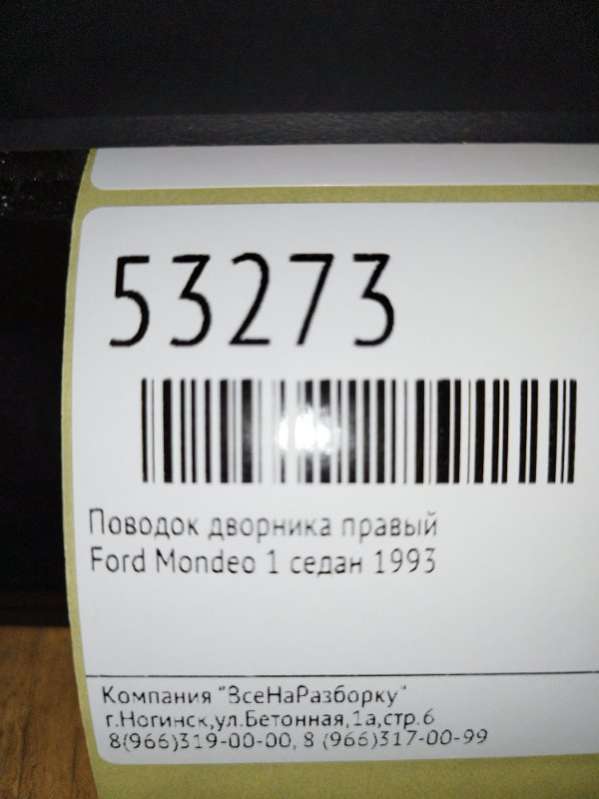 53273
Поводок дворника правый
Ford Mondeo 1 седан 1993
Компания "ВсеНаРазборку"
г.Ногинск,ул.Бетонная,1а,стр.6
8(966)319-00-00, 8 (966)317-00-99